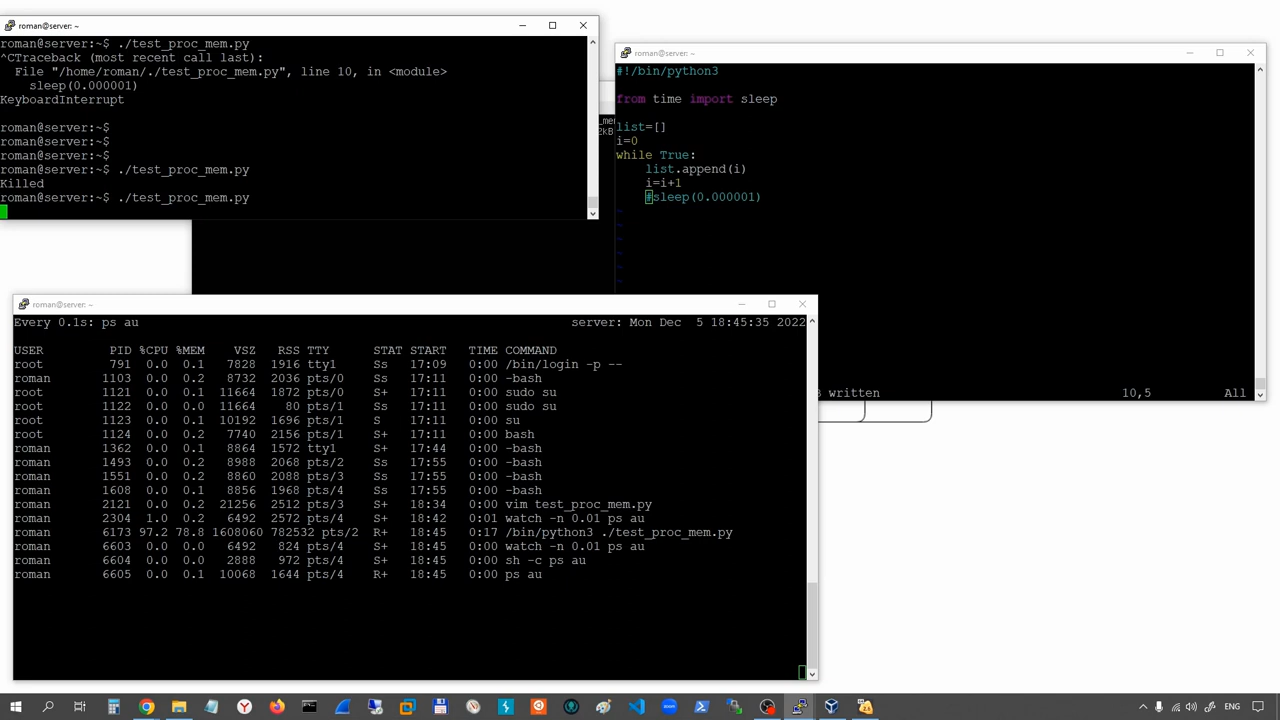 roman@server: ~
roman@server:~$ ./test_proc_mem.py
^CTraceback (most recent call last):
  File "/home/roman/./test_proc_mem.py", line 10, in <module>
    sleep(0.000001)
KeyboardInterrupt
roman@server:~$
roman@server:~$
roman@server:~$
roman@server:~$ ./test_proc_mem.py
Killed
roman@server:~$ ./test_proc_mem.py
roman@server: ~
#!/bin/python3
from time import sleep
list=[]
i=0
while True:
    list.append(i)
    i=i+1
    #sleep(0.000001)
~
~
~
~
~
~
written 10,5 All
roman@server: ~
Every 0.1s: ps au server: Mon Dec  5 18:45:35 2022
USER PID %CPU %MEM VSZ RSS TTY STAT START TIME COMMAND
root 791 0.0 0.1 7828 1916 tty1 Ss 17:09 0:00 /bin/login -p --
roman 1103 0.0 0.2 8732 2036 pts/0 Ss 17:11 0:00 -bash
root 1121 0.0 0.1 11664 1872 pts/0 S+ 17:11 0:00 sudo su
root 1122 0.0 0.0 11664 80 pts/1 Ss 17:11 0:00 sudo su
root 1123 0.0 0.1 10192 1696 pts/1 S 17:11 0:00 su
root 1124 0.0 0.2 7740 2156 pts/1 S+ 17:11 0:00 bash
roman 1362 0.0 0.1 8864 1572 tty1 S+ 17:44 0:00 -bash
roman 1493 0.0 0.2 8988 2068 pts/2 Ss 17:55 0:00 -bash
roman 1551 0.0 0.2 8860 2088 pts/3 Ss 17:55 0:00 -bash
roman 1608 0.0 0.1 8856 1968 pts/4 Ss 17:55 0:00 -bash
roman 2121 0.0 0.2 21256 2512 pts/3 S+ 18:34 0:00 vim test_proc_mem.py
roman 2304 1.0 0.2 6492 2572 pts/4 S+ 18:42 0:01 watch -n 0.01 ps au
roman 6173 97.2 78.8 1608060 782532 pts/2 R+ 18:45 0:17 /bin/python3 ./test_proc_mem.py
roman 6603 0.0 0.0 6492 824 pts/4 S+ 18:45 0:00 watch -n 0.01 ps au
roman 6604 0.0 0.0 2888 972 pts/4 S+ 18:45 0:00 sh -c ps au
roman 6605 0.0 0.1 10068 1644 pts/4 R+ 18:45 0:00 ps au
ENG